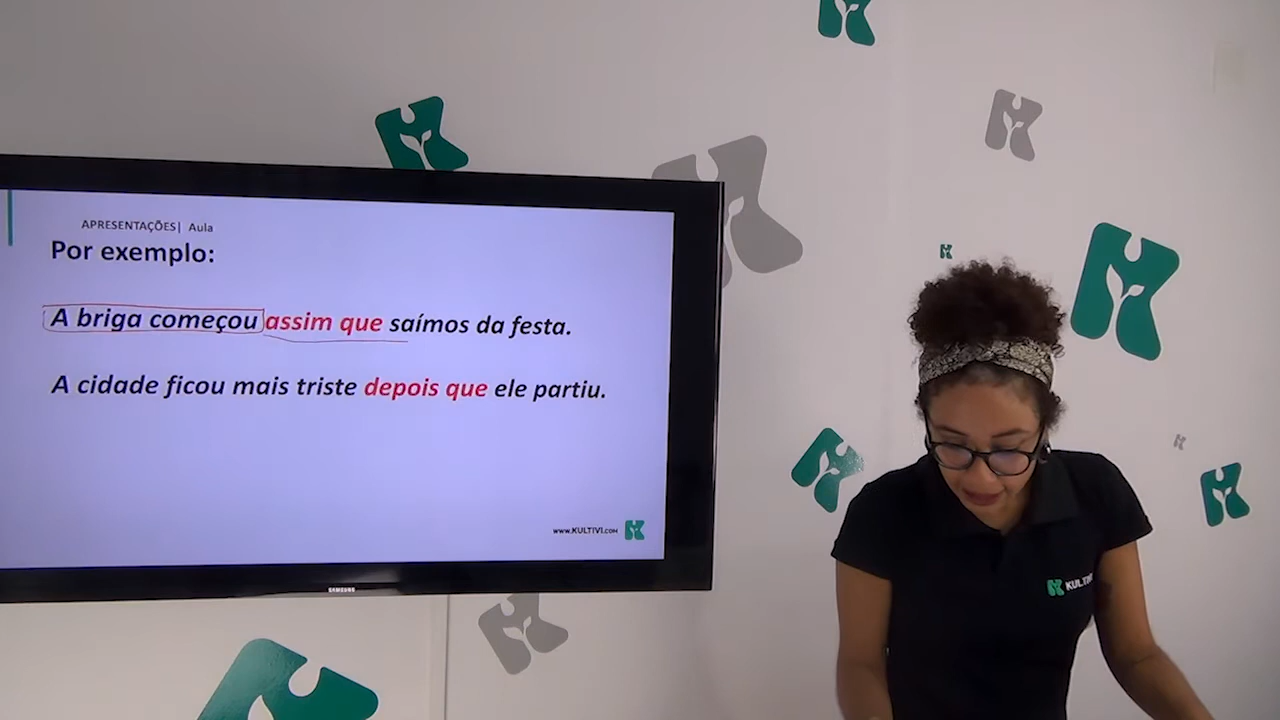 APRESENTAÇÕES| Aula
Por exemplo:
A briga começou assim que saímos da festa.
A cidade ficou mais triste depois que ele partiu.
www.KULTIVI.com
SAMSUNG